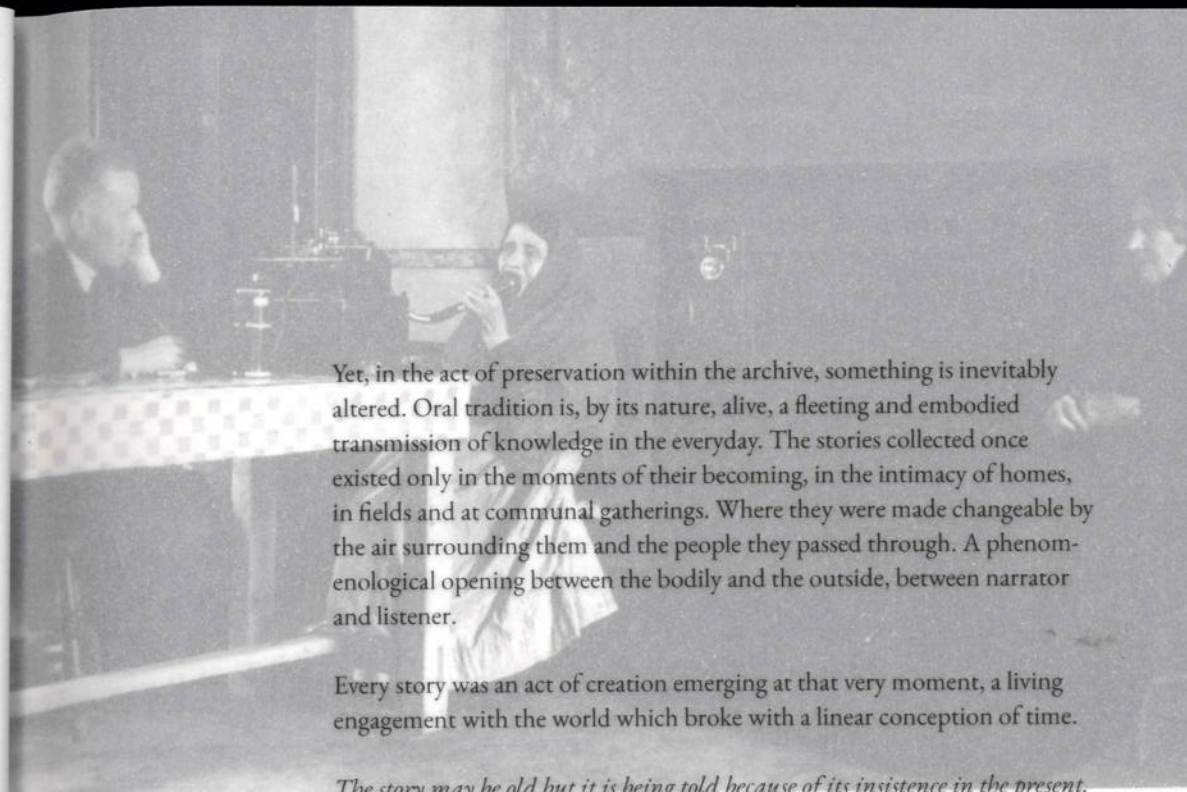 Yet, in the act of preservation within the archive, something is inevitably
altered. Oral tradition is, by its nature, alive, a fleeting and embodied
transmission of knowledge in the everyday. The stories collected once
existed only in the moments of their becoming, in the intimacy of homes,
in fields and at communal gatherings. Where they were made changeable by
the air surrounding them and the people they passed through. A phenom-
enological opening between the bodily and the outside, between narrator
and listener.
Every story was an act of creation emerging at that very moment, a living
engagement with the world which broke with a linear conception of time.
The story may be old but it is being told because of its insistence in the present.